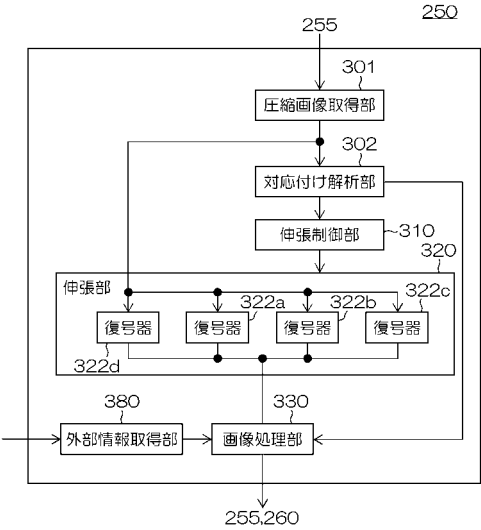 250
255
301
圧縮画像取得部
302
対応付け解析部
伸張制御部
310
320
伸張部
322a
322b
322c
復号器
復号器
復号器
復号器
322d
380
330
外部情報取得部
画像処理部
255,260